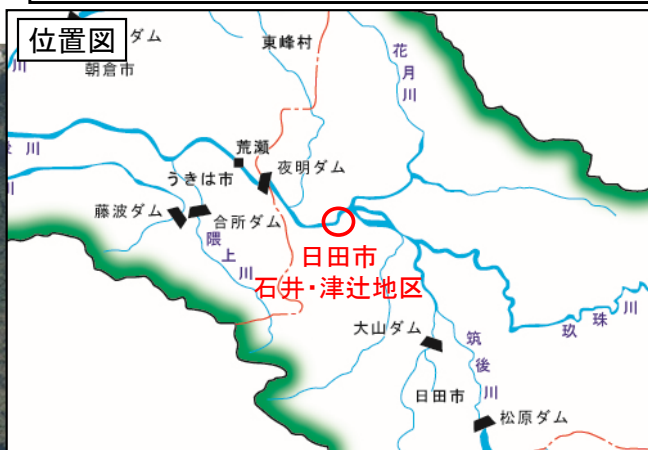 位置図
ダム
朝倉市
東峰村
花月川
川
荒瀬
夜明ダム
川
うきは市
川
藤波ダム
合所ダム
隈上川
日田市
石井・津辻地区
大山ダム
筑後川
玖珠川
日田市
松原ダム